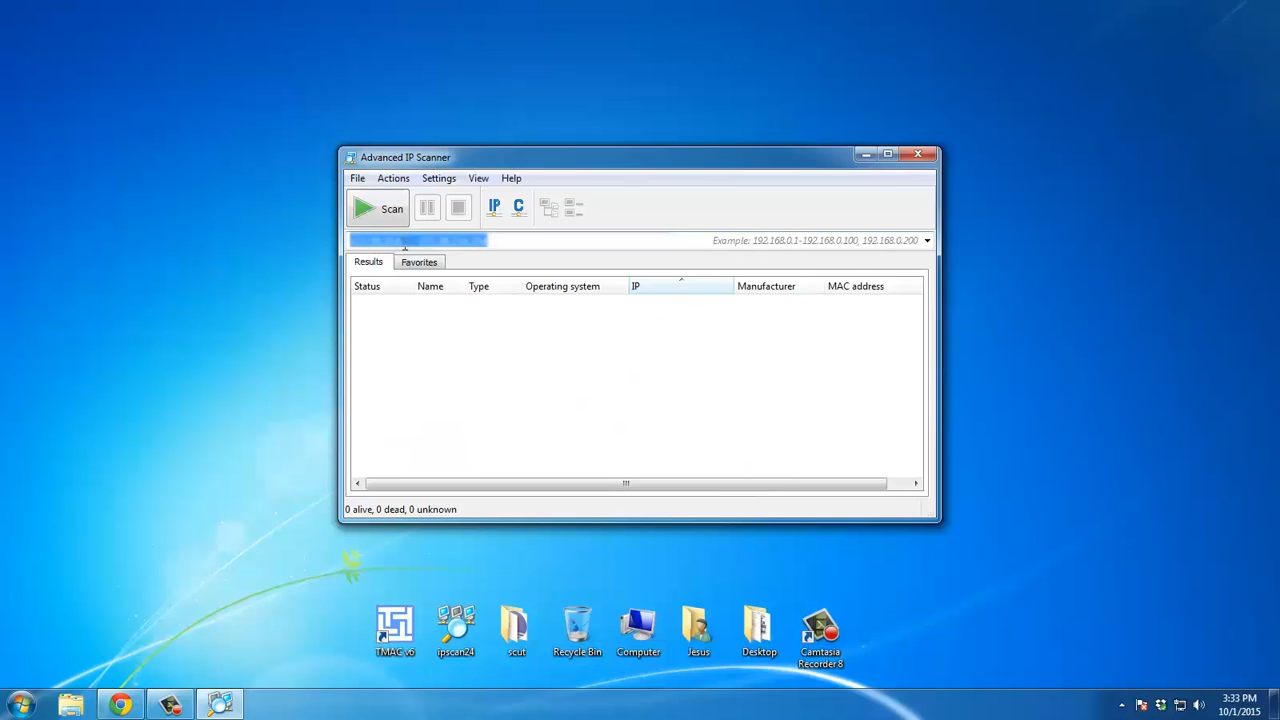 Advanced IP Scanner
File Actions Settings View Help
Scan IP C
Example: 192.168.0.1-192.168.0.100, 192.168.0.200
Results Favorites
Status Name Type Operating system IP Manufacturer MAC address
0 alive, 0 dead, 0 unknown
TMAC v6 ipscan24 scut Recycle Bin Computer Jesus Desktop Camtasia
Recorder 8
3:33 PM
10/1/2015